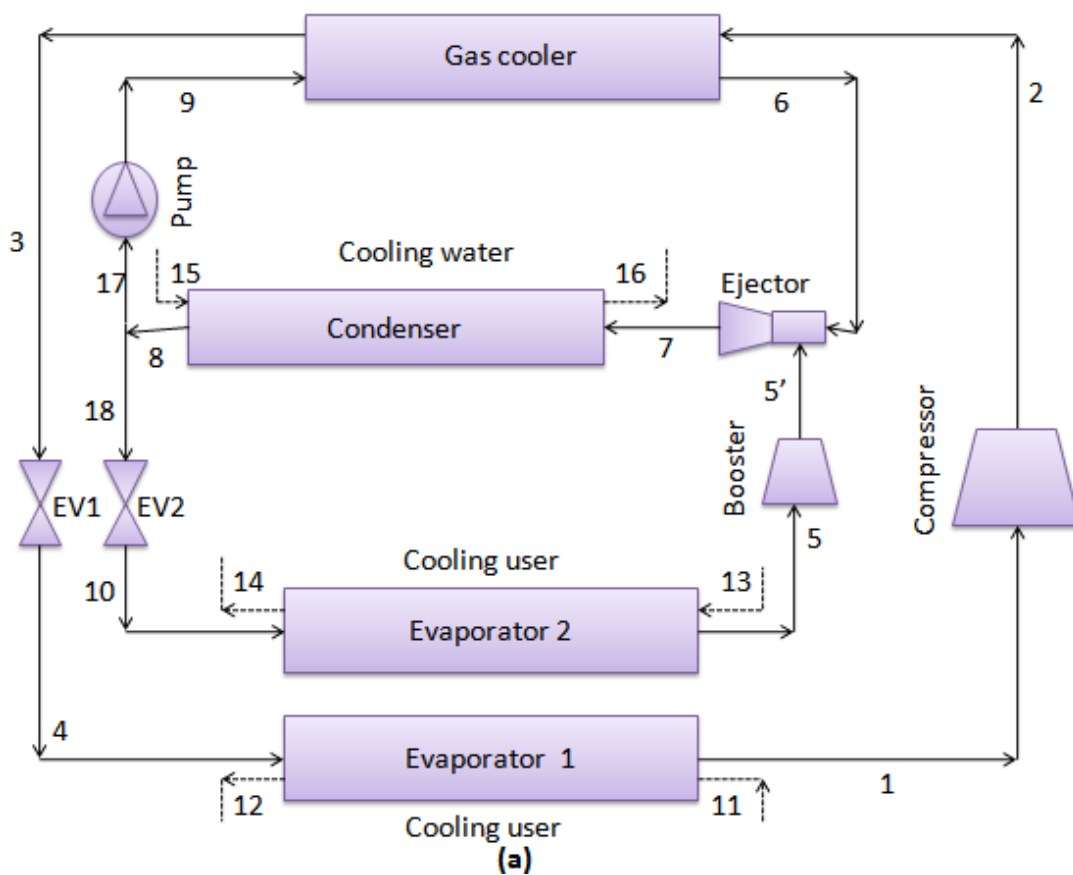 Gas cooler
9
6
2
Pump
3
Cooling water
17
15
16
Ejector
Condenser
8
7
5’
18
Booster
Compressor
EV1
EV2
5
Cooling user
10
14
13
Evaporator 2
4
Evaporator 1
1
12
11
Cooling user
(a)